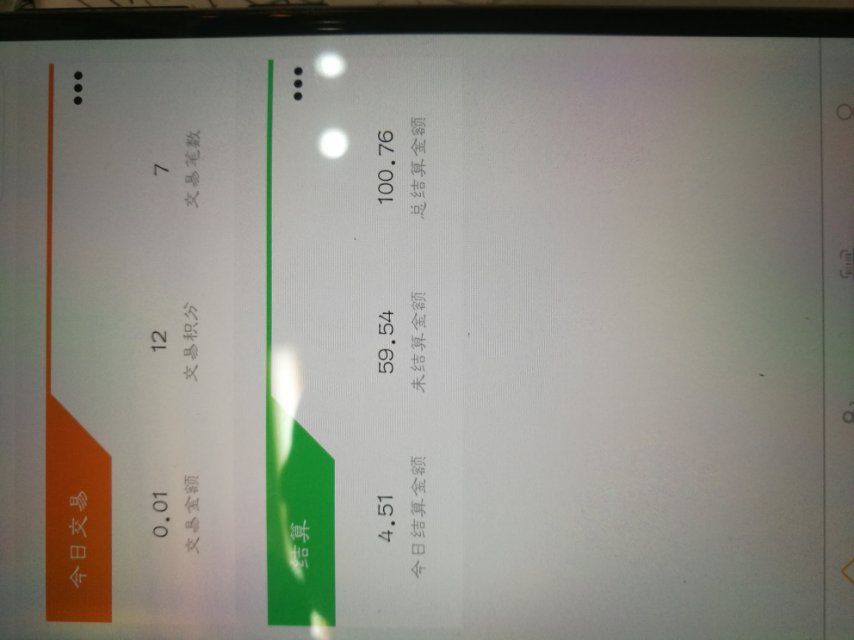 今日交易
0.01 12 7
交易金额 交易积分 交易笔数
结算
4.51 59.54 100.76
今日结算金额 未结算金额 总结算金额